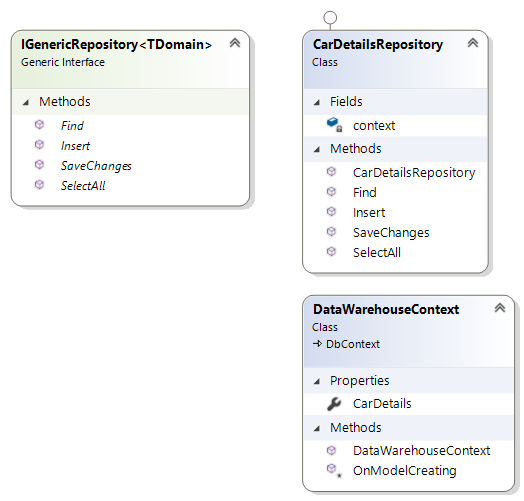 IGenericRepository<TDomain>
Generic Interface
Methods
Find
Insert
SaveChanges
SelectAll
CarDetailsRepository
Class
Fields
context
Methods
CarDetailsRepository
Find
Insert
SaveChanges
SelectAll
DataWarehouseContext
Class
DbContext
Properties
CarDetails
Methods
DataWarehouseContext
OnModelCreating